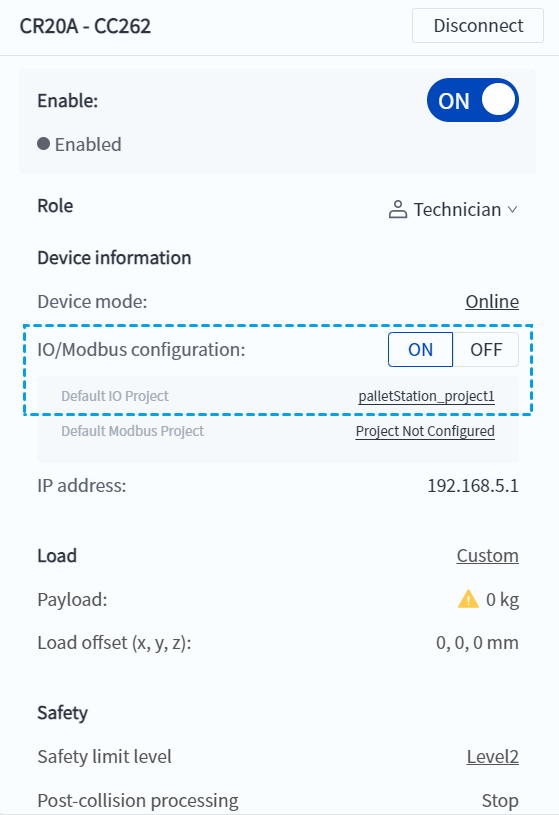 CR20A - CC262 Disconnect
Enable: ON
Enabled
Role Technician
Device information
Device mode: Online
IO/Modbus configuration: ON OFF
Default IO Project palletStation_project1
Default Modbus Project Project Not Configured
IP address: 192.168.5.1
Load Custom
Payload: 0 kg
Load offset (x, y, z): 0, 0, 0 mm
Safety
Safety limit level Level2
Post-collision processing Stop